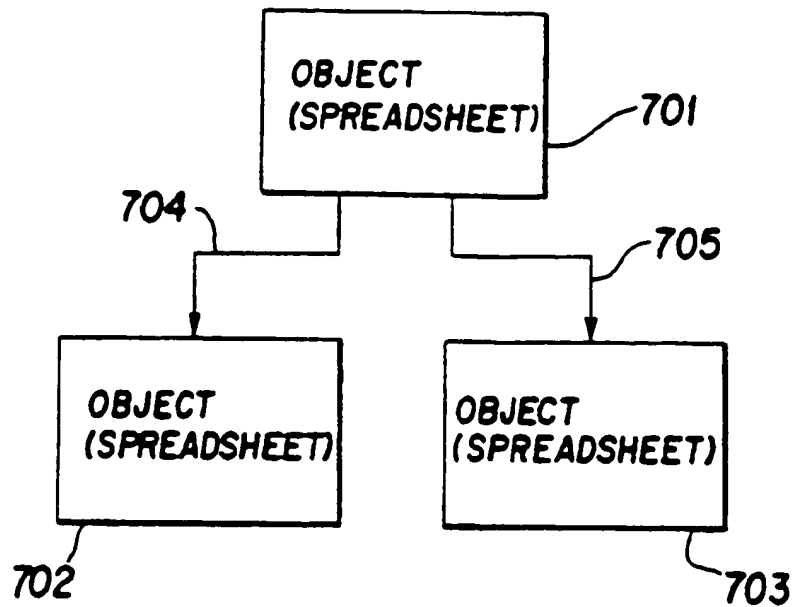 OBJECT
(SPREADSHEET)
701
704
705
OBJECT
(SPREADSHEET)
OBJECT
(SPREADSHEET)
702
703